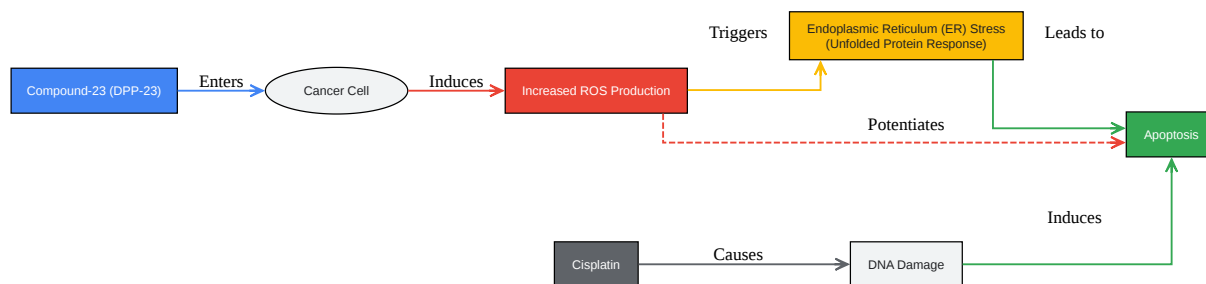 Endoplasmic Reticulum (ER) Stress
(Unfolded Protein Response)
Triggers
Leads to
Compound-23 (DPP-23)
Enters
Cancer Cell
Induces
Increased ROS Production
Potentiates
Apoptosis
Induces
Cisplatin
Causes
DNA Damage